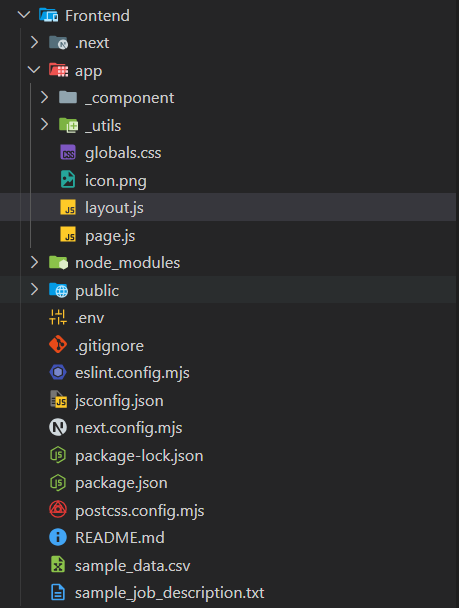 Frontend
.next
app
_component
_utils
globals.css
icon.png
layout.js
page.js
node_modules
public
.env
.gitignore
eslint.config.mjs
jsconfig.json
next.config.mjs
package-lock.json
package.json
postcss.config.mjs
README.md
sample_data.csv
sample_job_description.txt